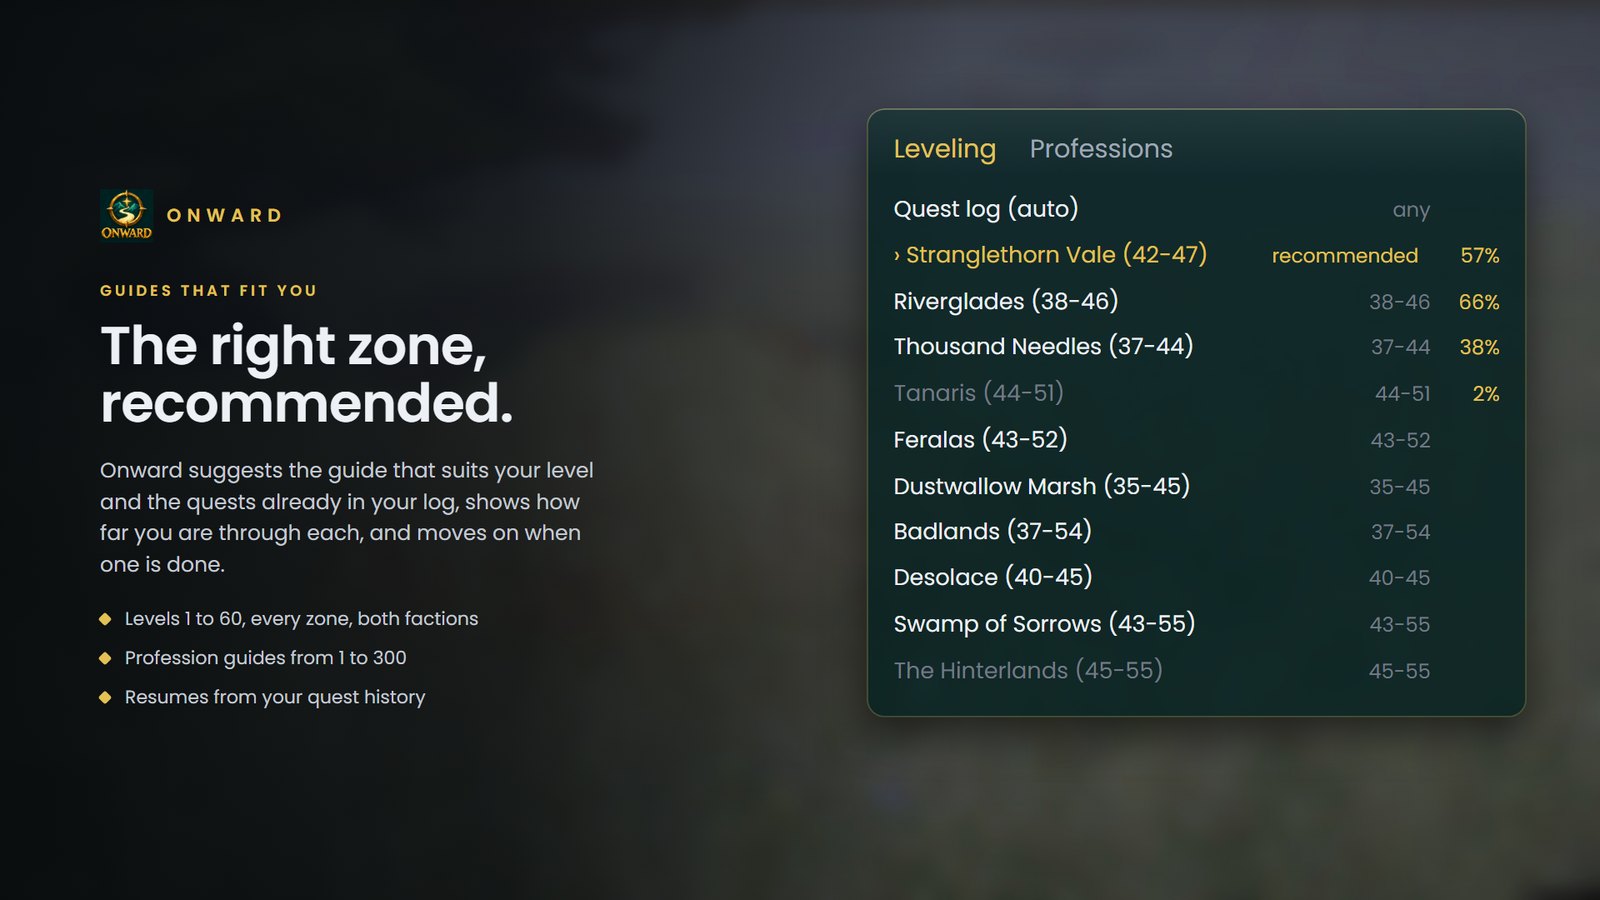 ONWARD
ONWARD
GUIDES THAT FIT YOU
The right zone,
recommended.
Onward suggests the guide that suits your level
and the quests already in your log, shows how
far you are through each, and moves on when
one is done.
Levels 1 to 60, every zone, both factions
Profession guides from 1 to 300
Resumes from your quest history
Leveling Professions
Quest log (auto) any
› Stranglethorn Vale (42-47) recommended 57%
Riverglades (38-46) 38-46 66%
Thousand Needles (37-44) 37-44 38%
Tanaris (44-51) 44-51 2%
Feralas (43-52) 43-52
Dustwallow Marsh (35-45) 35-45
Badlands (37-54) 37-54
Desolace (40-45) 40-45
Swamp of Sorrows (43-55) 43-55
The Hinterlands (45-55) 45-55